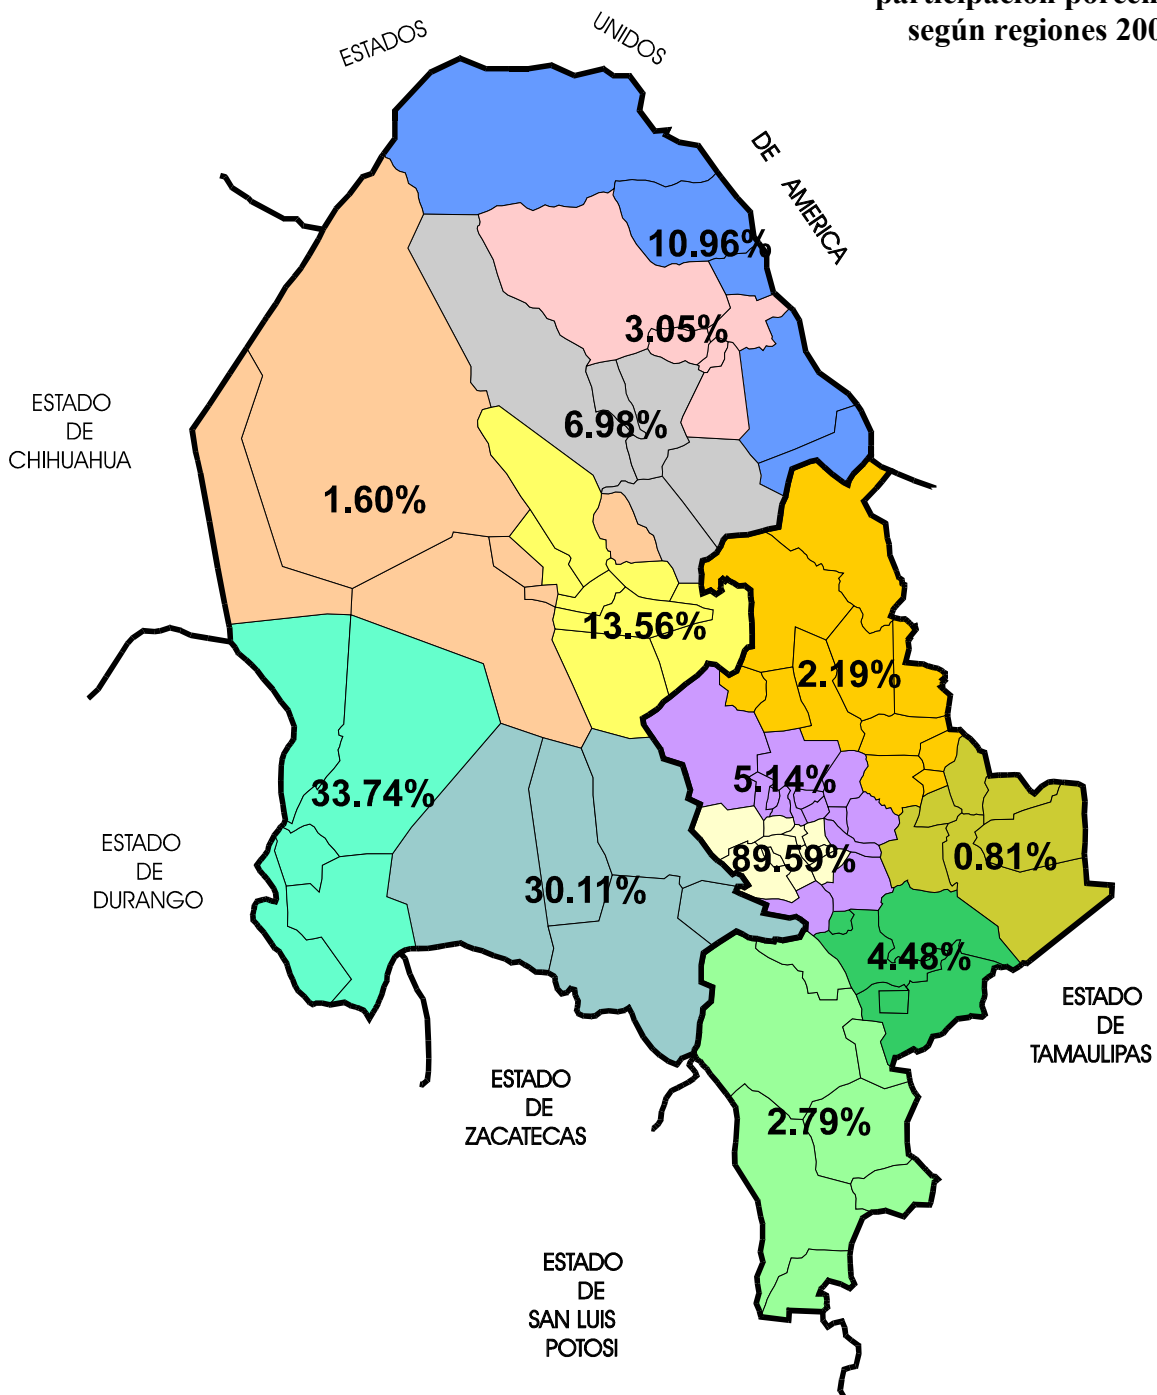 según regiones 200
ESTADOS
UNIDOS
DE
AMERICA
10.96%
3.05%
ESTADO
DE
CHIHUAHUA
6.98%
1.60%
13.56%
2.19%
5.14%
33.74%
ESTADO
DE
DURANGO
89.59%
0.81%
30.11%
4.48%
ESTADO
DE
TAMAULIPAS
ESTADO
DE
ZACATECAS
2.79%
ESTADO
DE
SAN LUIS
POTOSI